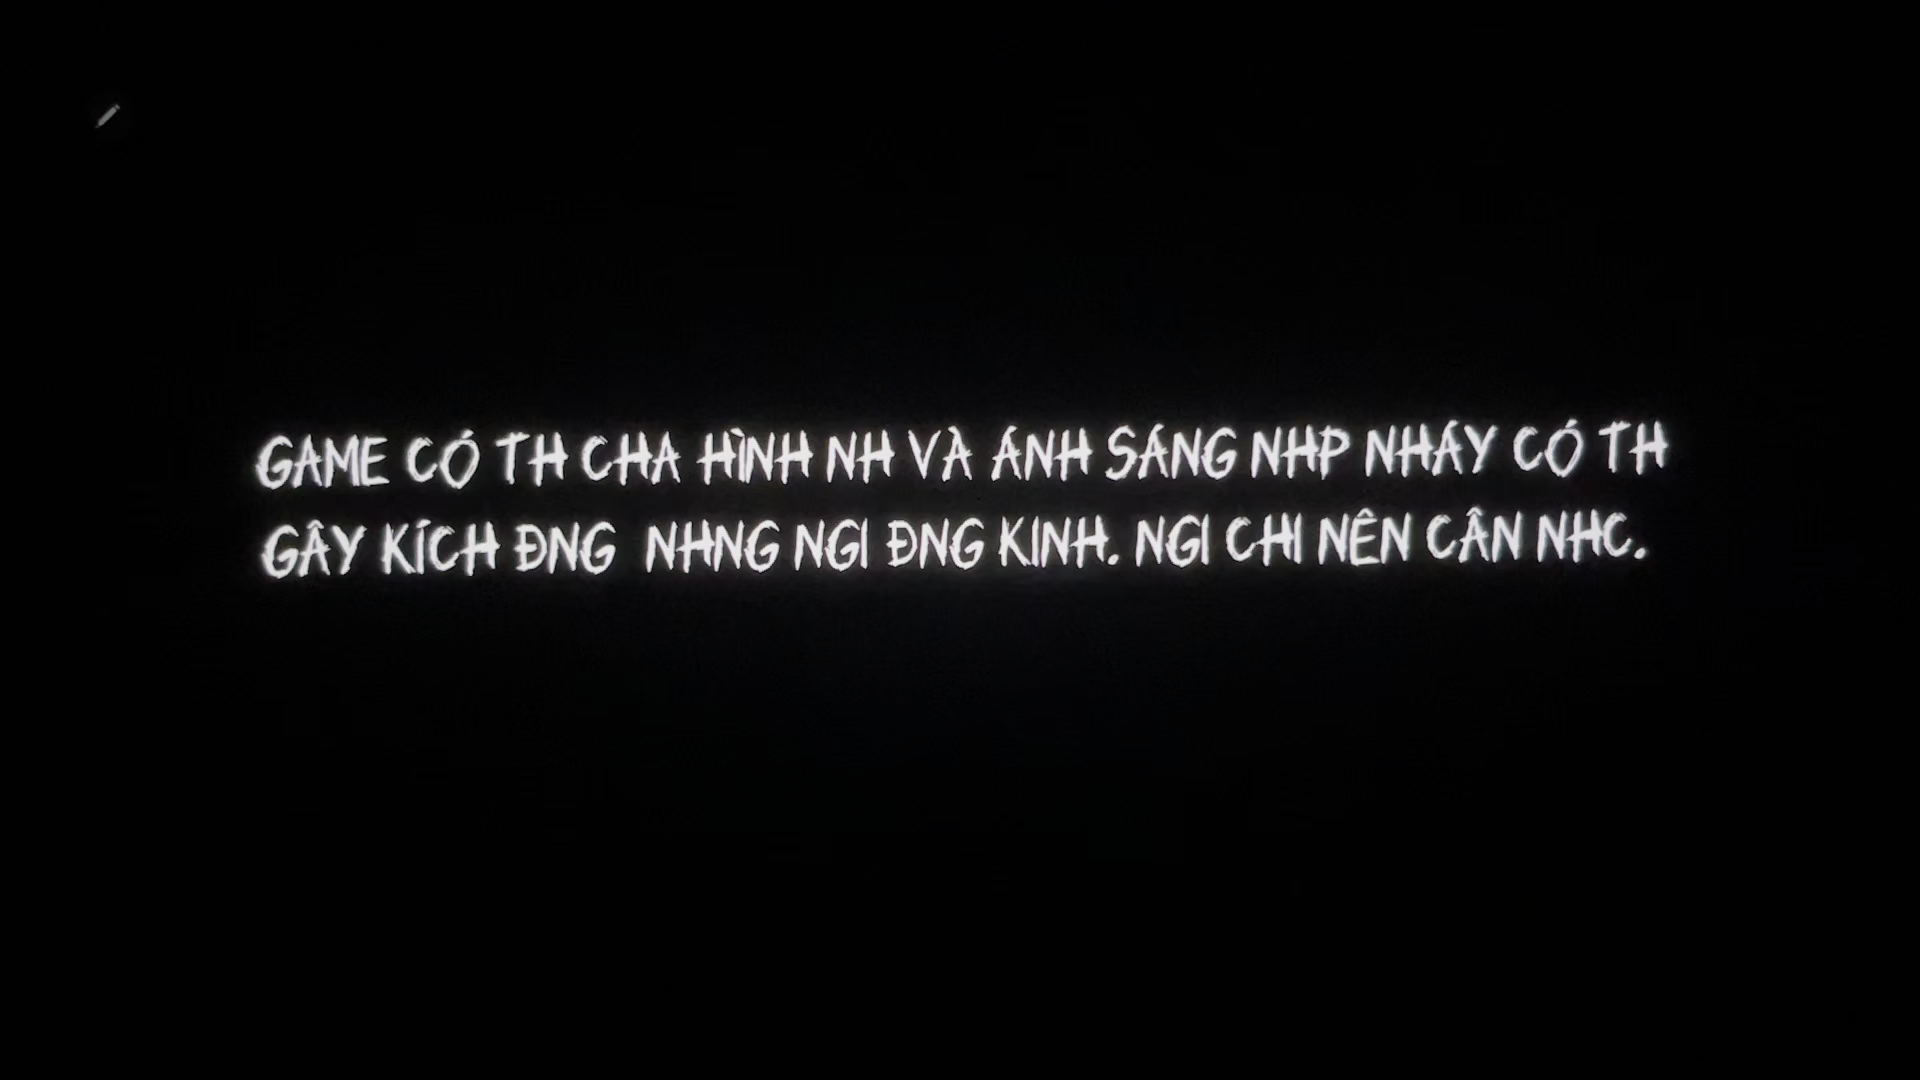 GAME CÓ TH CHA HÌNH NH VÀ ÁNH SÁNG NHP NHÁY CÓ TH
GÂY KÍCH ĐNG NHNG NGI ĐNG KINH. NGI CHI NÊN CÂN NHC.